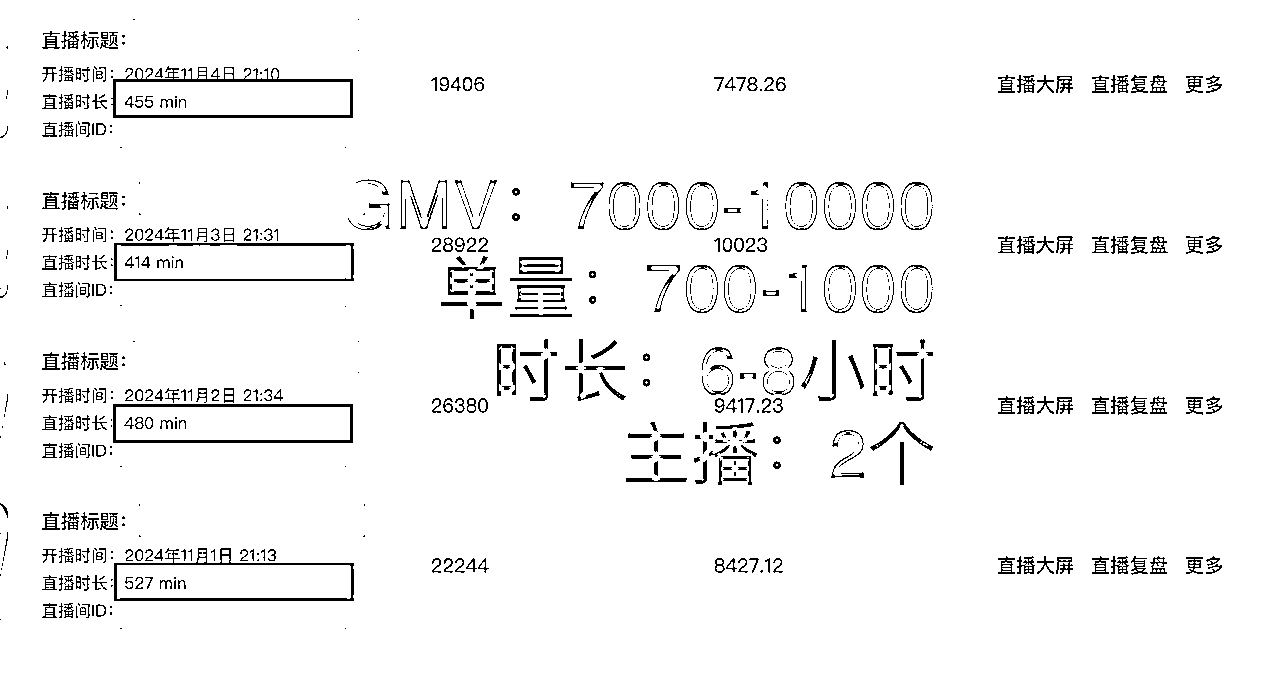 直播标题:
开播时间: 2024年11月4日 21:10
直播时长: 455 min
直播间ID:
19406
7478.26
直播大屏 直播复盘 更多
GMV: 7000-10000
直播标题:
开播时间: 2024年11月3日 21:31
直播时长: 414 min
直播间ID:
28922
10023
直播大屏 直播复盘 更多
单量: 700-1000
时长: 6-8小时
直播标题:
开播时间: 2024年11月2日 21:34
直播时长: 480 min
直播间ID:
26380
9417.23
直播大屏 直播复盘 更多
主播: 2个
直播标题:
开播时间: 2024年11月1日 21:13
直播时长: 527 min
直播间ID:
22244
8427.12
直播大屏 直播复盘 更多